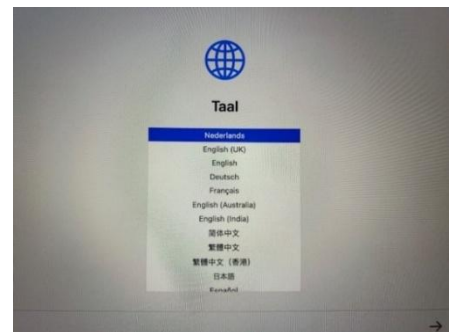 Taal
Nederlands
English (UK)
English
Deutsch
Français
English (Australia)
English (India)
简体中文
繁體中文
繁體中文（香港）
日本語
Español